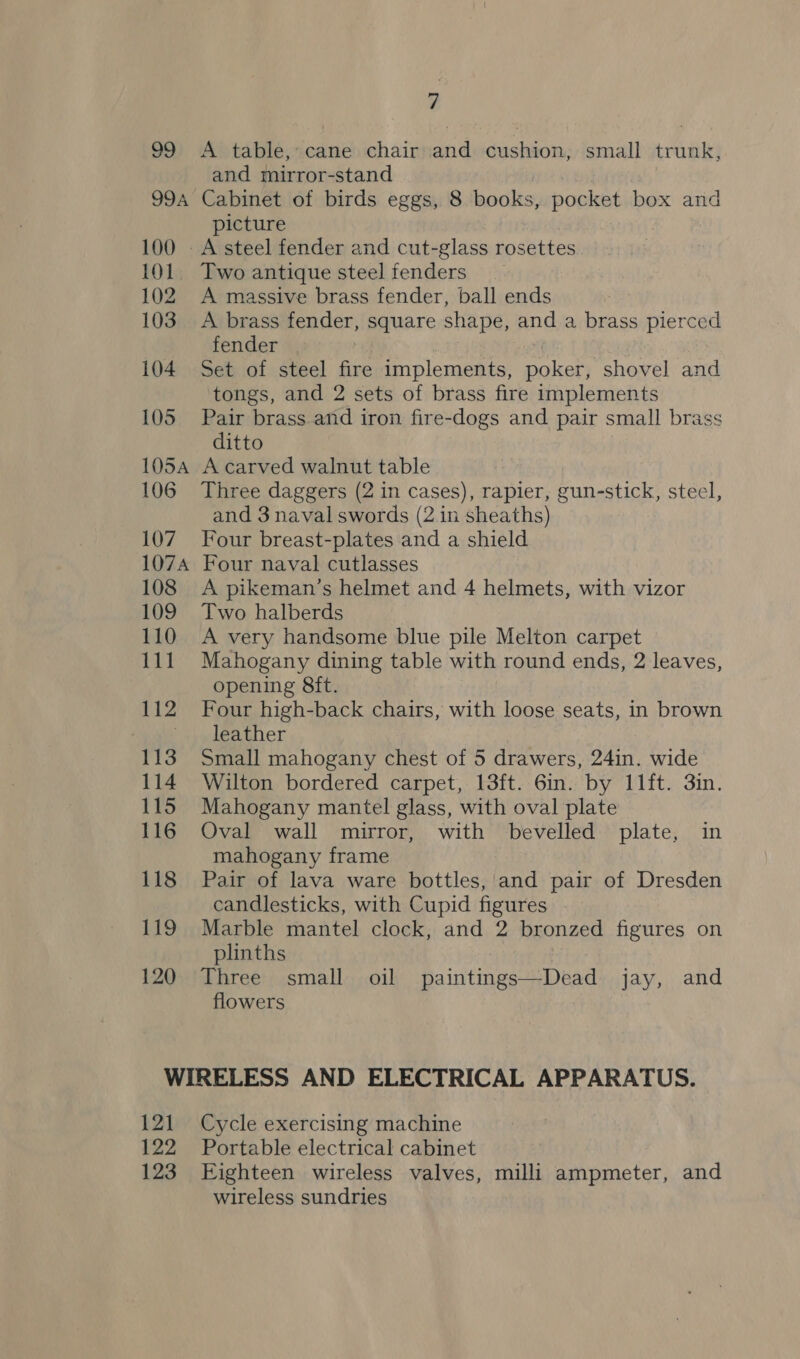 7
99 A table, cane chair and cushion, small trunk,
and mirror-stand
99A Cabinet of birds eggs, 8 books, pocket box and
picture
100 A steel fender and cut-glass rosettes
101 Two antique steel fenders
102 A massive brass fender, ball ends
103 A brass fender, square shape, and a brass pierced
fender
104 Set of steel fire implements, poker, shovel and
tongs, and 2 sets of brass fire implements
105 Pair brass and iron fire-dogs and pair small brass
ditto
105A A carved walnut table
106 Three daggers (2 in cases), rapier, gun-stick, steel,
and 3 naval swords (2 in sheaths)
107 Four breast-plates and a shield
107A Four naval cutlasses
108 A pikeman's helmet and 4 helmets, with vizor
109 Two halberds
110 A very handsome blue pile Melton carpet
111 Mahogany dining table with round ends, 2 leaves,
opening 8ft.
112 Four high-back chairs, with loose seats, in brown
leather
113 Small mahogany chest of 5 drawers, 24in. wide
114 Wilton bordered carpet, 13ft. 6in. by 11ft. 3in.
115 Mahogany mantel glass, with oval plate
116 Oval wall mirror, with bevelled plate, in
mahogany frame
118 Pair of lava ware bottles, and pair of Dresden
candlesticks, with Cupid figures
119 Marble mantel clock, and 2 bronzed figures on
plinths
120 Three small oil paintings—Dead jay, and
flowers
WIRELESS AND ELECTRICAL APPARATUS.
121 Cycle exercising machine
122 Portable electrical cabinet
123 Eighteen wireless valves, milli ampmeter, and
wireless sundries